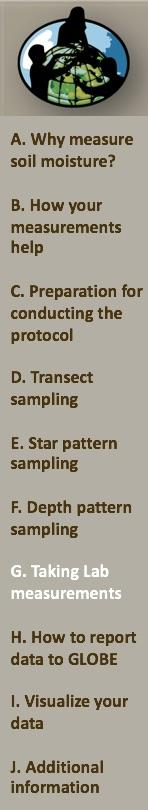 A. Why measure
soil moisture?
B. How your
measurements
help
C. Preparation for
conducting the
protocol
D. Transect
sampling
E. Star pattern
sampling
F. Depth pattern
sampling
G. Taking Lab
measurements
H. How to report
data to GLOBE
I. Visualize your
data
J. Additional
information